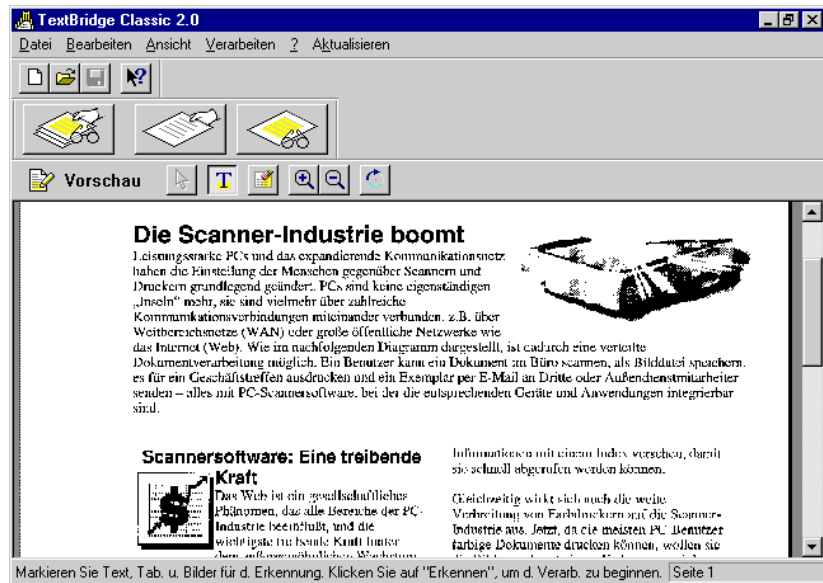 TextBridge Classic 2.0
Datei Bearbeiten Ansicht Verarbeiten ? Aktualisieren
Vorschau
T
Die Scanner-Industrie boomt
Leistungsstarke PCs und das expandierende Kommunikationsnetz
haben die Einstellung der Menschen gegenüber Scannern und
Druckern grundlegend geändert. PCs sind keine eigenständigen
„Inseln“ mehr, sie sind vielmehr über zahlreiche
Kommunikationsverbindungen miteinander verbunden, z.B. über
Weitbereichsnetze (WAN) oder große öffentliche Netzwerke wie
das Internet (Web). Wie im nachfolgenden Diagramm dargestellt, ist dadurch eine verteilte
Dokumentverarbeitung möglich. Ein Benutzer kann ein Dokument im Büro scannen, als Bilddatei speichern,
es für ein Geschäftstreffen ausdrucken und ein Exemplar per E-Mail an Dritte oder Außendienstmitarbeiter
senden – alles mit PC-Scannersoftware, bei der die entsprechenden Geräte und Anwendungen integrierbar
sind.
Scannersoftware: Eine treibende
Kraft
Das Web ist ein gesellschaftliches
Phänomen, das alle Bereiche der PC-
Industrie beeinflußt, und die
wichtigste treibende Kraft hinter
dem außergewöhnlichen Wachstum
Informationen mit einem Index versehen, damit
sie schnell abgerufen werden können.
Gleichzeitig wirkt sich auch die weite
Verbreitung von Farbdruckern auf die Scanner-
Industrie aus. Jetzt, da die meisten PC Benutzer
farbige Dokumente drucken können, wollen sie
Markieren Sie Text, Tab. u. Bilder für d. Erkennung. Klicken Sie auf "Erkennen", um d. Verarb. zu beginnen. Seite 1